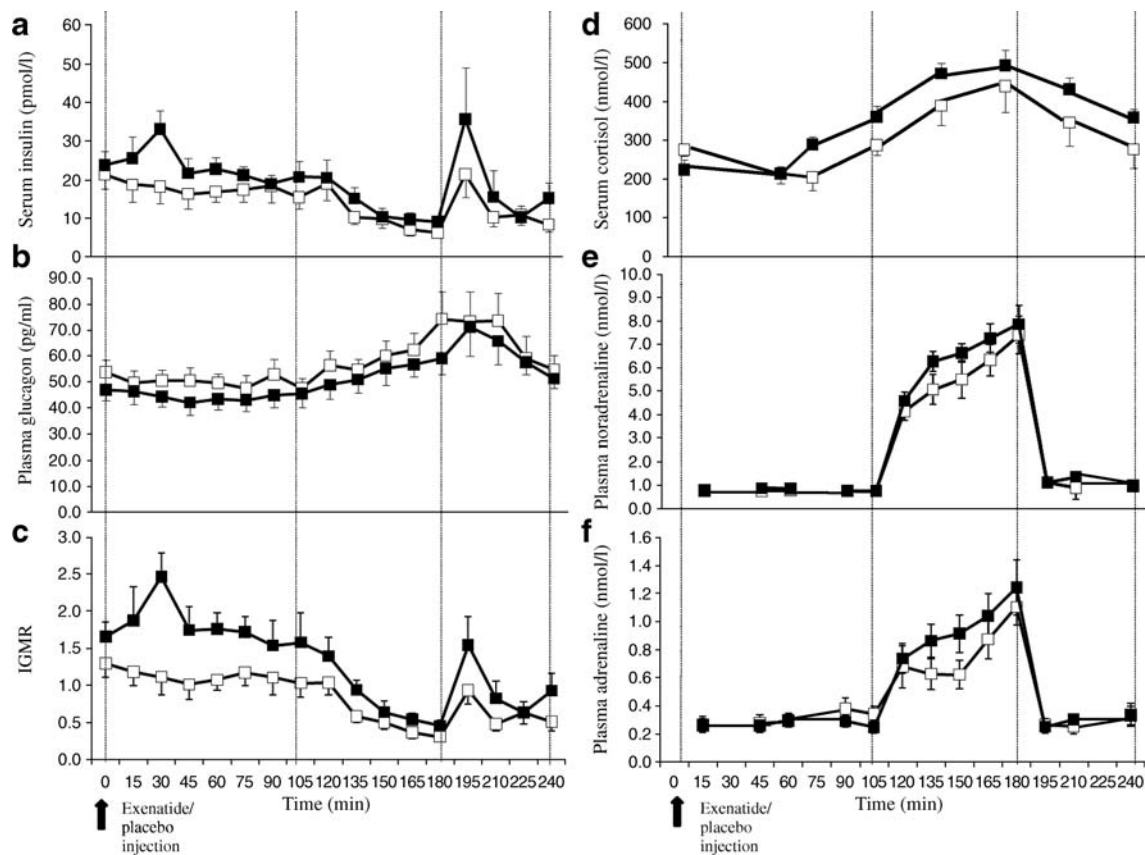 a
Serum insulin (pmol/l)
60
50
40
30
20
10
0
b
Plasma glucagon (pg/ml)
90.0
80.0
70.0
60.0
50.0
40.0
30.0
20.0
10.0
0.0
c
IGMR
3.0
2.5
2.0
1.5
1.0
0.5
0.0
0 15 30 45 60 75 90 105 120 135 150 165 180 195 210 225 240
Time (min)
Exenatide/
placebo
injection
d
Serum cortisol (nmol/l)
600
500
400
300
200
100
0
e
Plasma noradrenaline (nmol/l)
10.0
9.0
8.0
7.0
6.0
5.0
4.0
3.0
2.0
1.0
0.0
f
Plasma adrenaline (nmol/l)
1.6
1.4
1.2
1.0
0.8
0.6
0.4
0.2
0.0
0 15 30 45 60 75 90 105 120 135 150 165 180 195 210 225 240
Time (min)
Exenatide/
placebo
injection